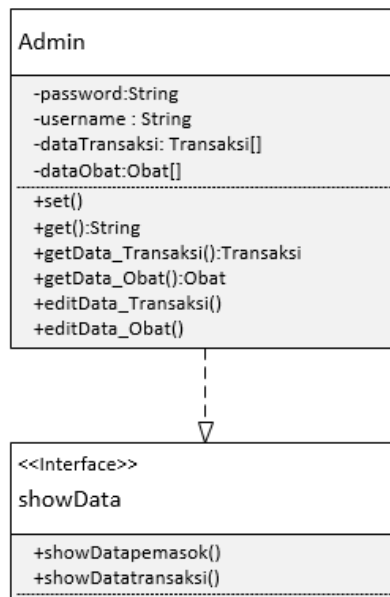 Admin
-password:String
-username : String
-dataTransaksi: Transaksi[]
-dataObat:Obat[]
+set()
+get():String
+getData_Transaksi():Transaksi
+getData_Obat():Obat
+editData_Transaksi()
+editData_Obat()
<<Interface>>
showData
+showDatapemasok()
+showDatatransaksi()